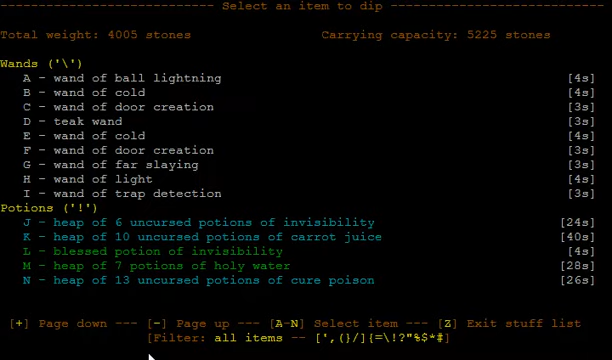 Select an item to dip
Total weight: 4005 stones Carrying capacity: 5225 stones
Wands ('\')
A - wand of ball lightning [4s]
B - wand of cold [4s]
C - wand of door creation [3s]
D - teak wand [3s]
E - wand of cold [4s]
F - wand of door creation [3s]
G - wand of far slaying [3s]
H - wand of light [4s]
I - wand of trap detection [3s]
Potions ('!')
J - heap of 6 uncursed potions of invisibility [24s]
K - heap of 10 uncursed potions of carrot juice [40s]
L - blessed potion of invisibility [4s]
M - heap of 7 potions of holy water [28s]
N - heap of 13 uncursed potions of cure poison [26s]
[+] Page down --- [-] Page up --- [A-N] Select item --- [Z] Exit stuff list
[Filter: all items -- [',(}/]{=\!?"%$*#]